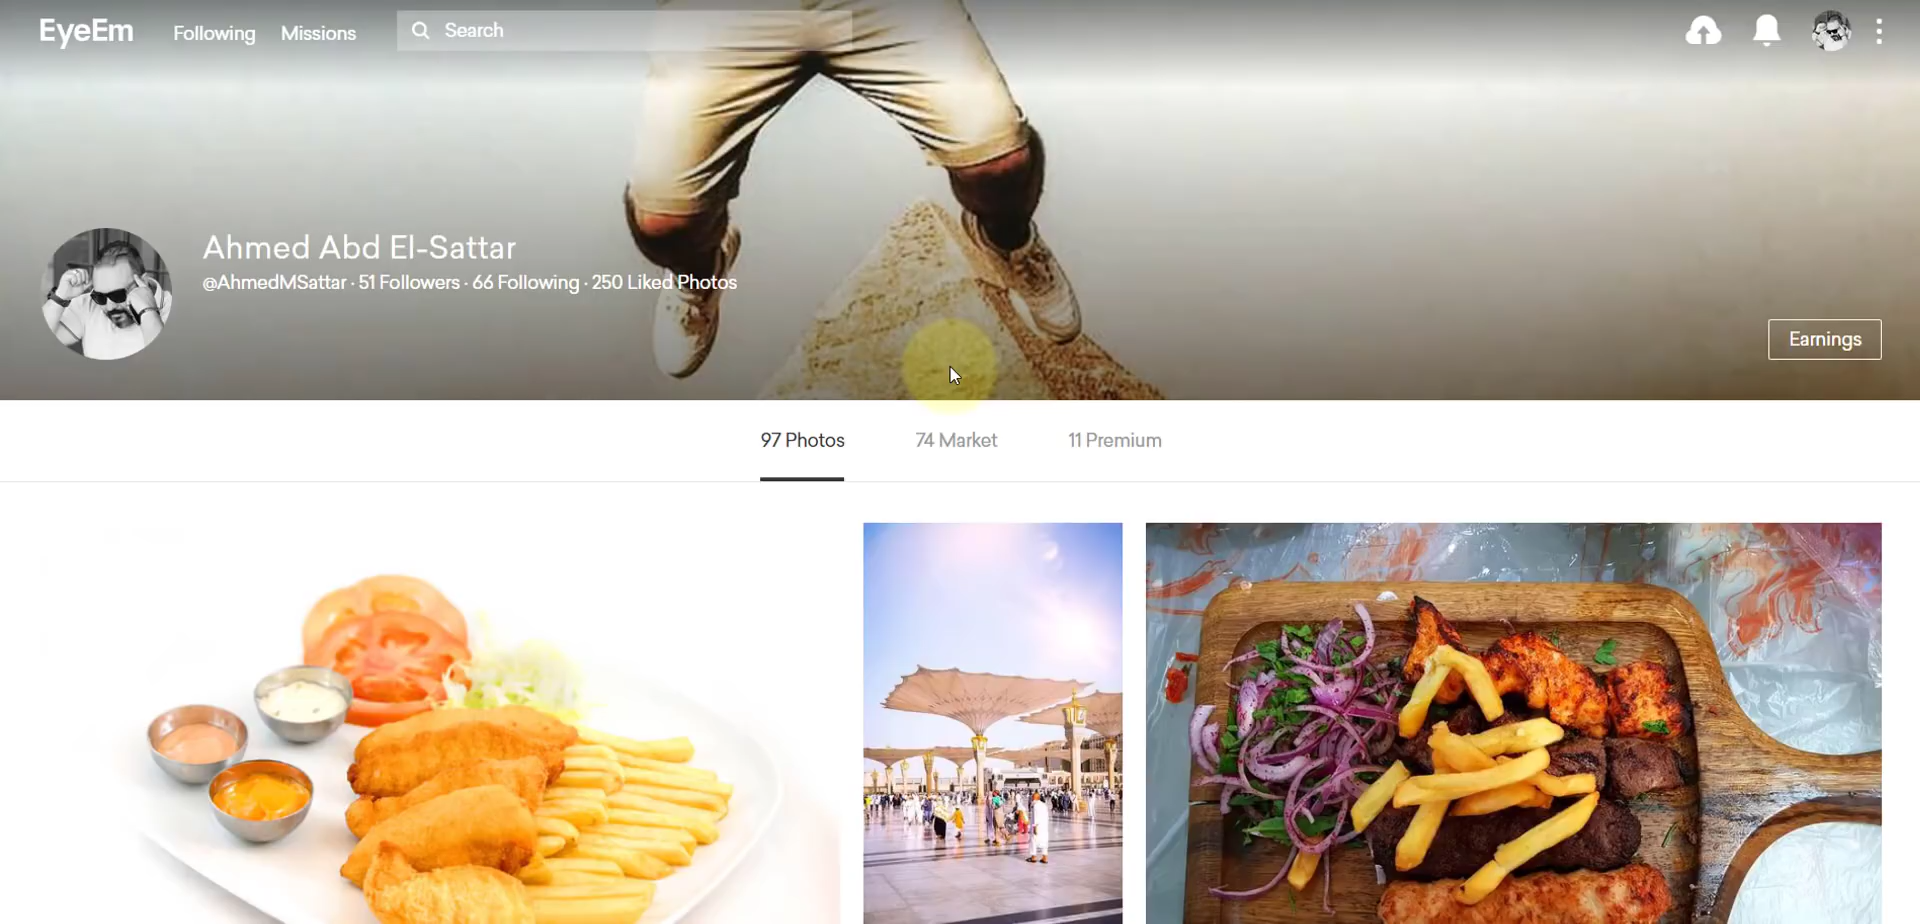 EyeEm Following Missions Search
Ahmed Abd El-Sattar
@AhmedMSattar · 51 Followers · 66 Following · 250 Liked Photos
Earnings
97 Photos 74 Market 11 Premium